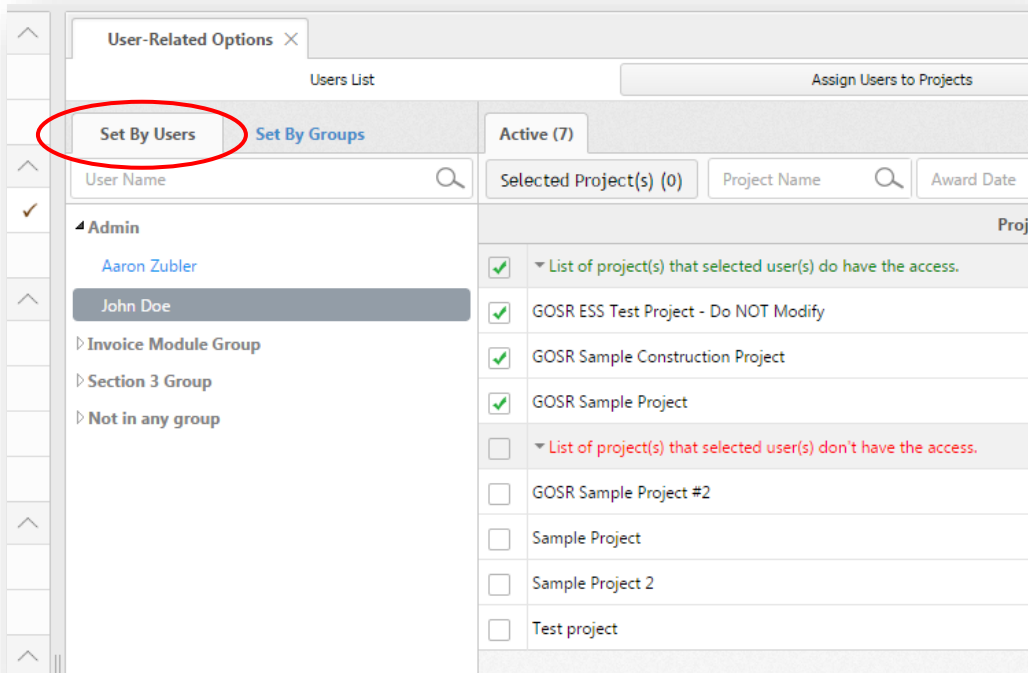 User-Related Options
Users List
Assign Users to Projects
Set By Users
Set By Groups
Active (7)
User Name
Selected Project(s) (0)
Project Name
Award Date
Admin
Proj
Aaron Zubler
List of project(s) that selected user(s) do have the access.
John Doe
GOSR ESS Test Project - Do NOT Modify
Invoice Module Group
GOSR Sample Construction Project
Section 3 Group
GOSR Sample Project
Not in any group
List of project(s) that selected user(s) don't have the access.
GOSR Sample Project #2
Sample Project
Sample Project 2
Test project